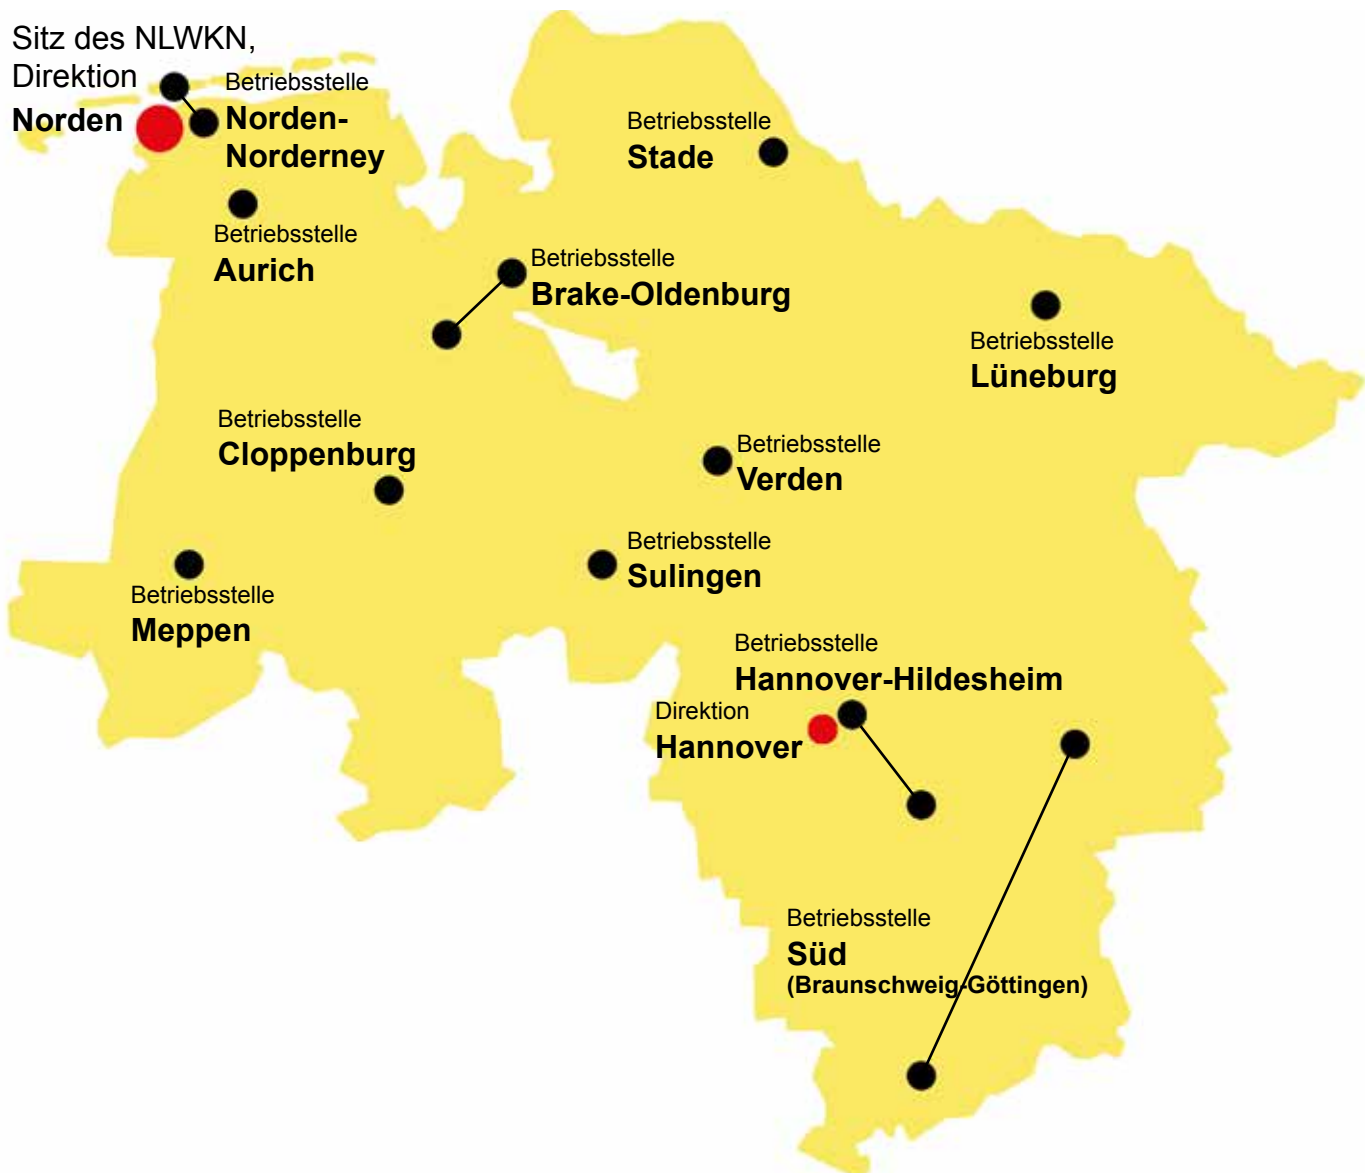 Sitz des NLWKN,
Direktion
Norden
Betriebsstelle
Norden-
Norderney
Betriebsstelle
Stade
Betriebsstelle
Aurich
Betriebsstelle
Brake-Oldenburg
Betriebsstelle
Lüneburg
Betriebsstelle
Cloppenburg
Betriebsstelle
Verden
Betriebsstelle
Sulingen
Betriebsstelle
Meppen
Betriebsstelle
Hannover-Hildesheim
Direktion
Hannover
Betriebsstelle
Süd
(Braunschweig-Göttingen)